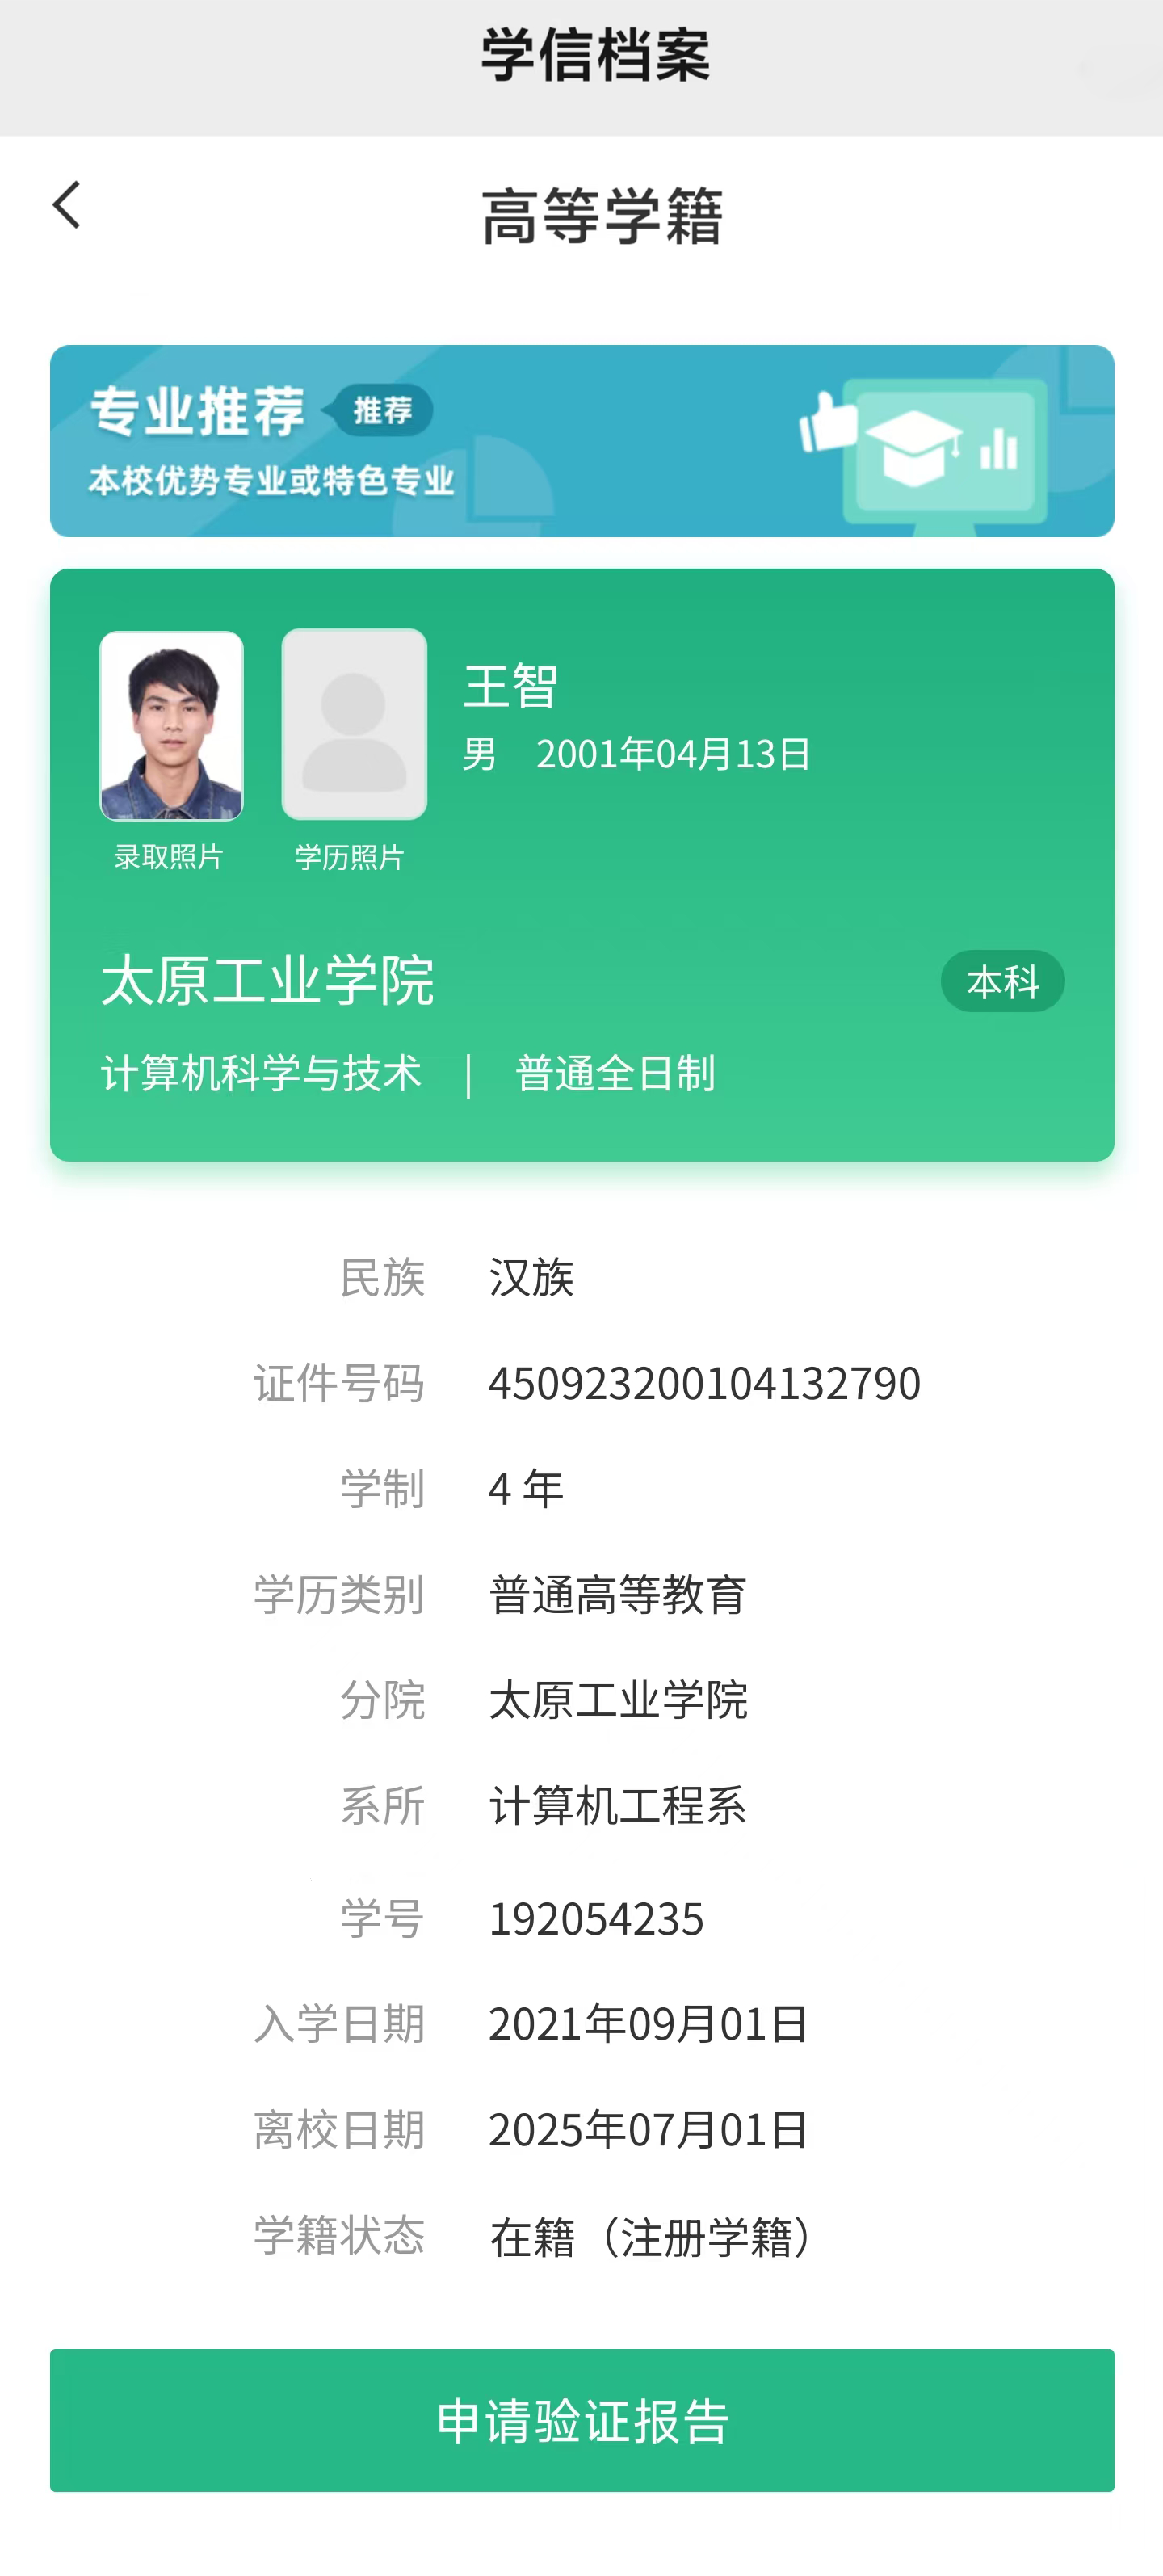 学信档案
高等学籍
专业推荐 推荐
本校优势专业或特色专业
王智
男 2001年04月13日
录取照片 学历照片
太原工业学院 本科
计算机科学与技术 | 普通全日制
民族 汉族
证件号码 450923200104132790
学制 4 年
学历类别 普通高等教育
分院 太原工业学院
系所 计算机工程系
学号 192054235
入学日期 2021年09月01日
离校日期 2025年07月01日
学籍状态 在籍（注册学籍）
申请验证报告